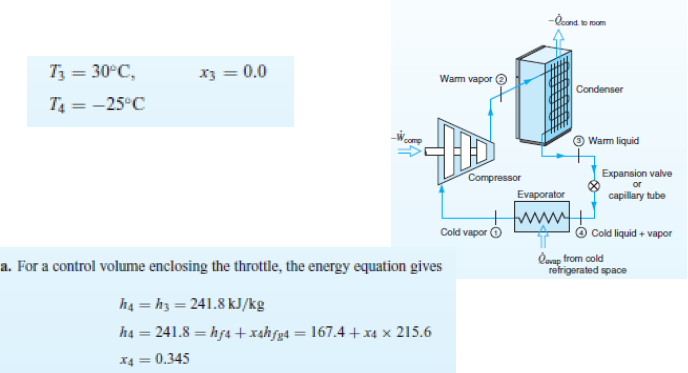 T3 = 30°C, x3 = 0.0
T4 = −25°C
−Q̇cond. to room
Warm vapor ②
Condenser
−Ẇcomp
③ Warm liquid
Compressor
Expansion valve
or
capillary tube
Evaporator
Cold vapor ①
④ Cold liquid + vapor
Q̇evap from cold
refrigerated space
a. For a control volume enclosing the throttle, the energy equation gives
h4 = h3 = 241.8 kJ/kg
h4 = 241.8 = hf4 + x4hfg4 = 167.4 + x4 × 215.6
x4 = 0.345